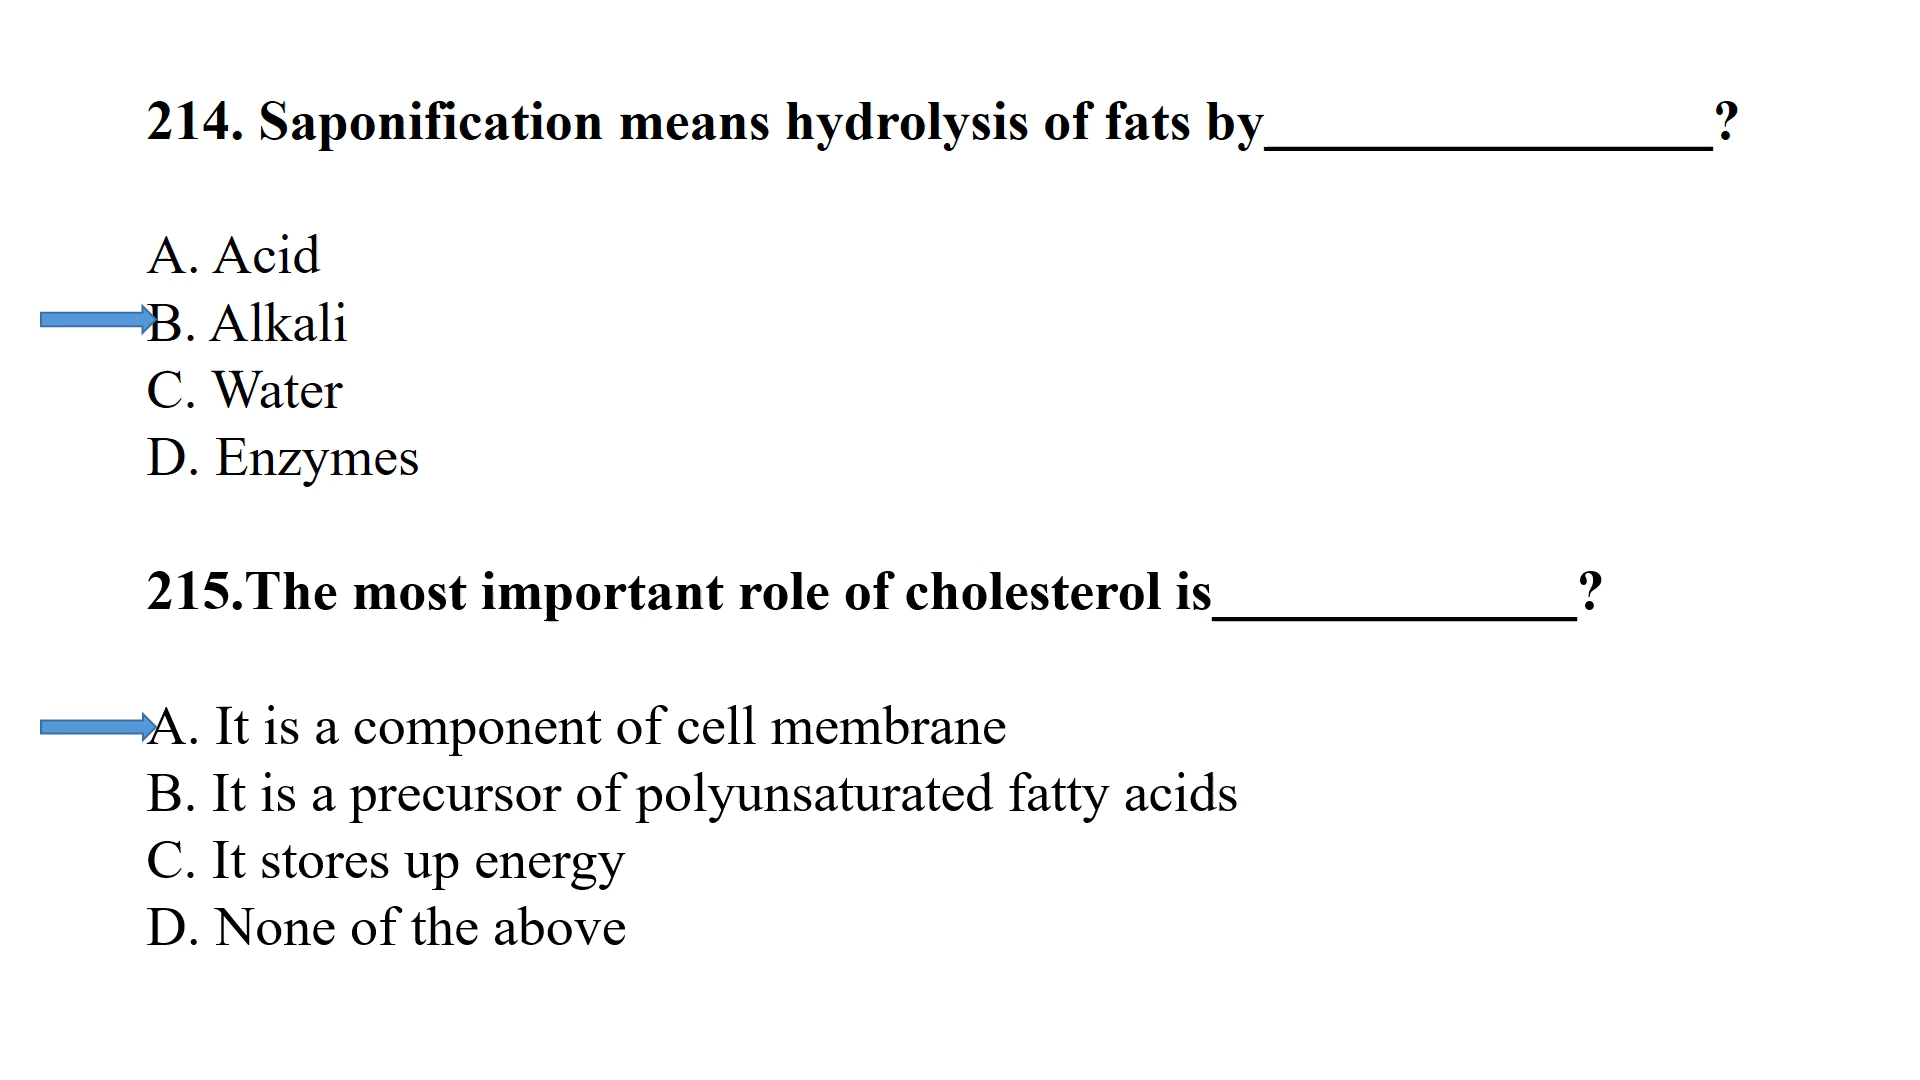 214. Saponification means hydrolysis of fats by________________?
A. Acid
B. Alkali
C. Water
D. Enzymes
215.The most important role of cholesterol is_____________?
A. It is a component of cell membrane
B. It is a precursor of polyunsaturated fatty acids
C. It stores up energy
D. None of the above